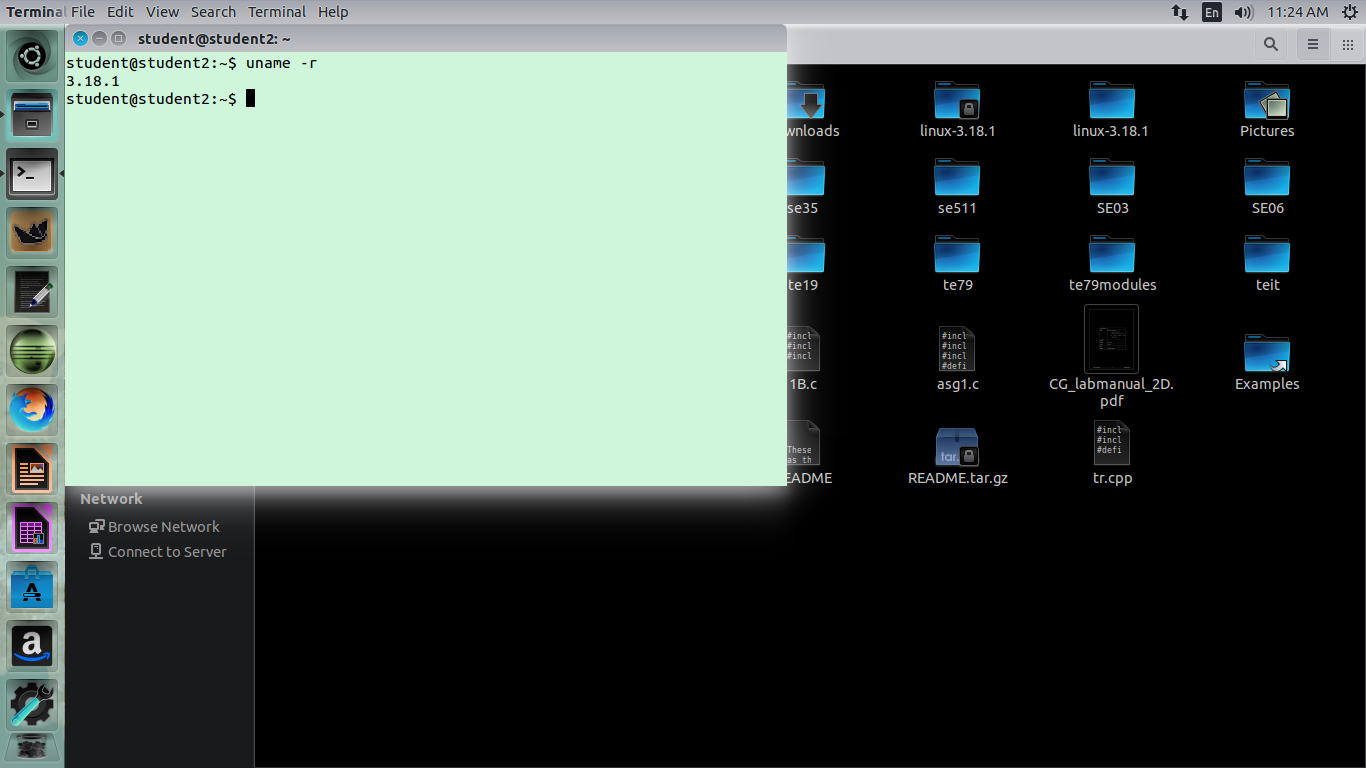 Terminal File Edit View Search Terminal Help
En
11:24 AM
student@student2: ~
student@student2:~$ uname -r
3.18.1
student@student2:~$
wnloads
linux-3.18.1
linux-3.18.1
Pictures
se35
se511
SE03
SE06
te19
te79
te79modules
teit
#incl
#incl
#incl
1B.c
#incl
#incl
#incl
#defi
asg1.c
CG_labmanual_2D.
pdf
Examples
These
as th
EADME
tar.
README.tar.gz
#incl
#incl
#defi
tr.cpp
Network
Browse Network
Connect to Server